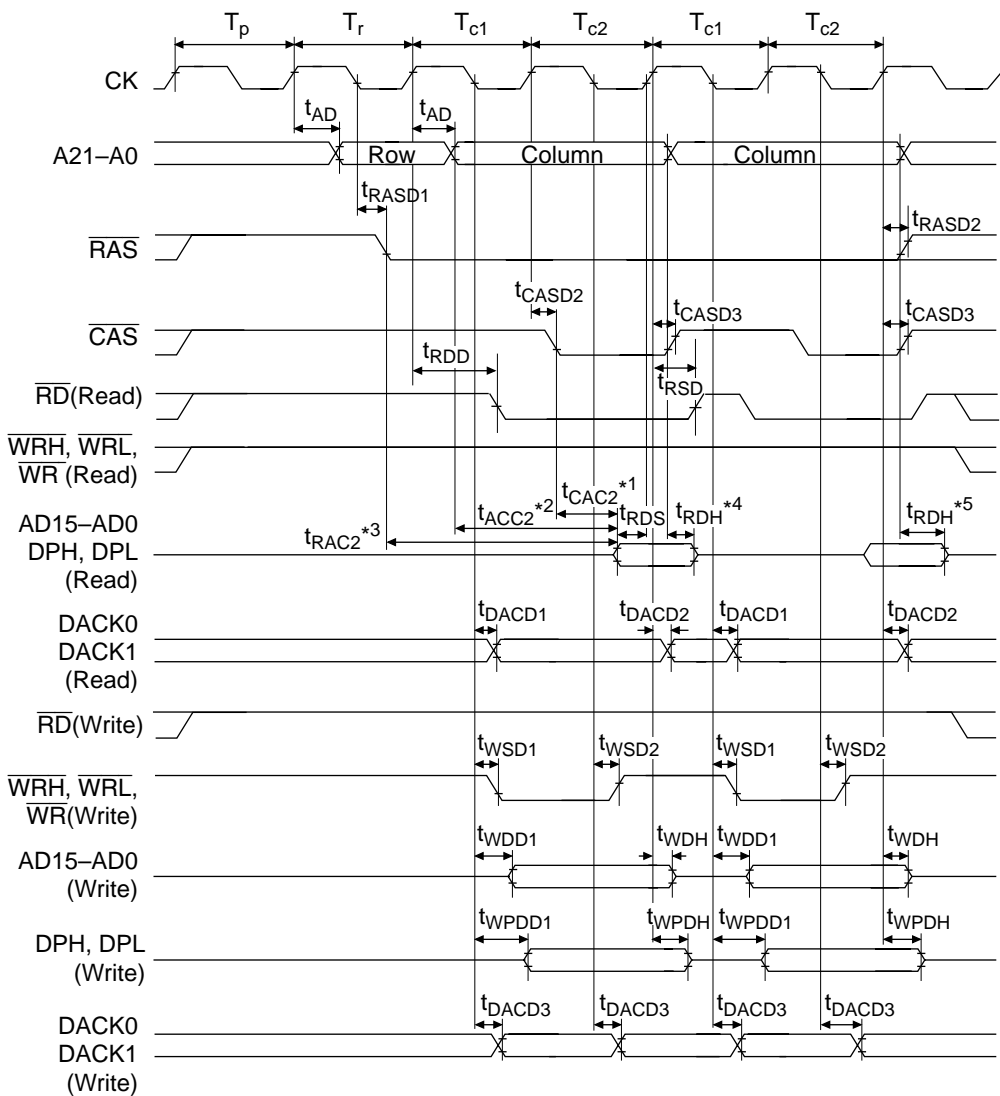 Tp Tr Tc1 Tc2 Tc1 Tc2
CK
tAD tAD
A21–A0 Row Column Column
tRASD1
RAS tRASD2
tCASD2 tCASD3 tCASD3
CAS
tRDD tRSD
RD(Read)
WRH, WRL,
WR (Read)
tCAC2*1
tACC2*2 tRDS tRDH*4 tRDH*5
tRAC2*3
AD15–AD0
DPH, DPL
(Read)
tDACD1 tDACD2 tDACD1 tDACD2
DACK0
DACK1
(Read)
RD(Write)
tWSD1 tWSD2 tWSD1 tWSD2
WRH, WRL,
WR(Write)
tWDD1 tWDH tWDD1 tWDH
AD15–AD0
(Write)
tWPDD1 tWPDH tWPDD1 tWPDH
DPH, DPL
(Write)
tDACD3 tDACD3 tDACD3 tDACD3
DACK0
DACK1
(Write)